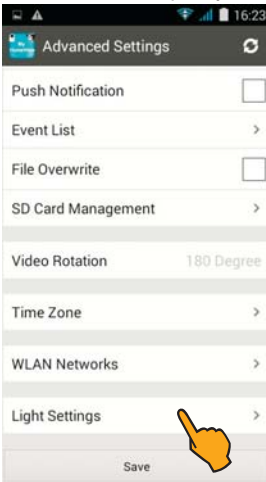 16:23
Advanced Settings
Push Notification
Event List
File Overwrite
SD Card Management
Video Rotation 180 Degree
Time Zone
WLAN Networks
Light Settings
Save